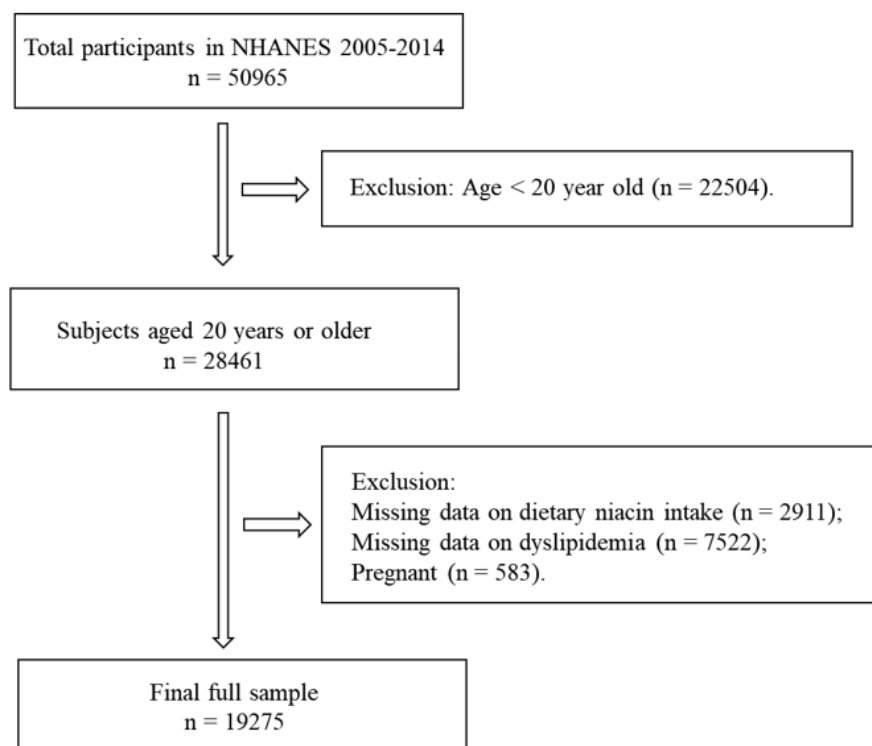 Total participants in NHANES 2005-2014
n = 50965
Exclusion: Age < 20 year old (n = 22504).
Subjects aged 20 years or older
n = 28461
Exclusion:
Missing data on dietary niacin intake (n = 2911);
Missing data on dyslipidemia (n = 7522);
Pregnant (n = 583).
Final full sample
n = 19275